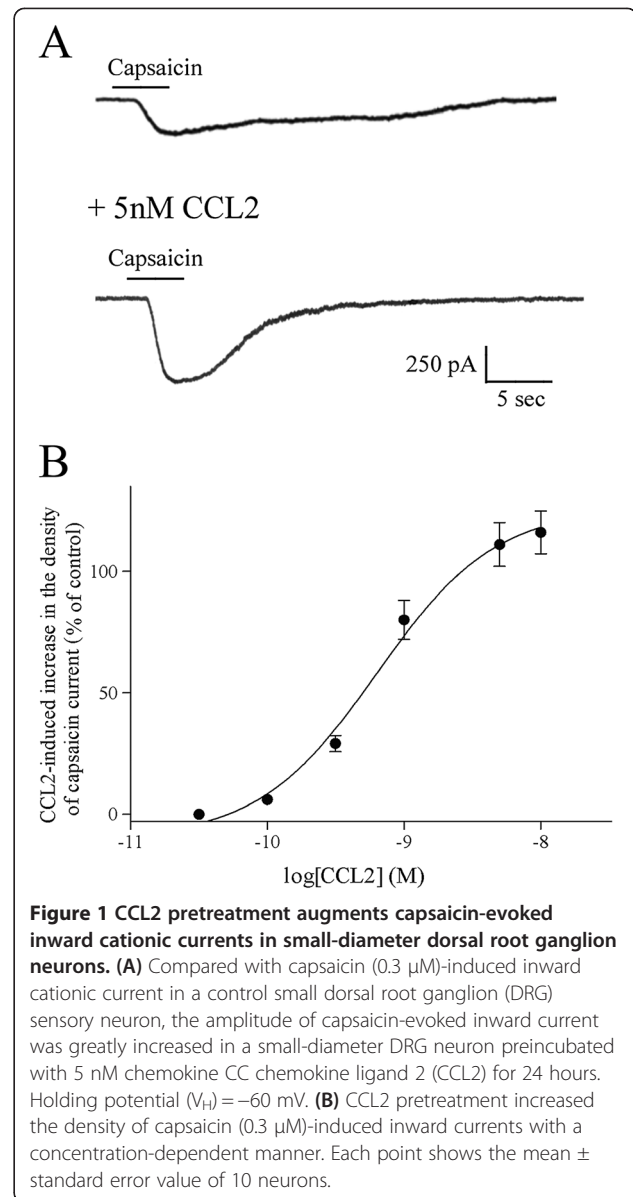 A
Capsaicin
+ 5nM CCL2
Capsaicin
250 pA
5 sec
B
CCL2-induced increase in the density
of capsaicin current (% of control)
100
50
0
-11
-10
-9
-8
log[CCL2] (M)
Figure 1 CCL2 pretreatment augments capsaicin-evoked
inward cationic currents in small-diameter dorsal root ganglion
neurons. (A) Compared with capsaicin (0.3 μM)-induced inward
cationic current in a control small dorsal root ganglion (DRG)
sensory neuron, the amplitude of capsaicin-evoked inward current
was greatly increased in a small-diameter DRG neuron preincubated
with 5 nM chemokine CC chemokine ligand 2 (CCL2) for 24 hours.
Holding potential (VH) = −60 mV. (B) CCL2 pretreatment increased
the density of capsaicin (0.3 μM)-induced inward currents with a
concentration-dependent manner. Each point shows the mean ±
standard error value of 10 neurons.